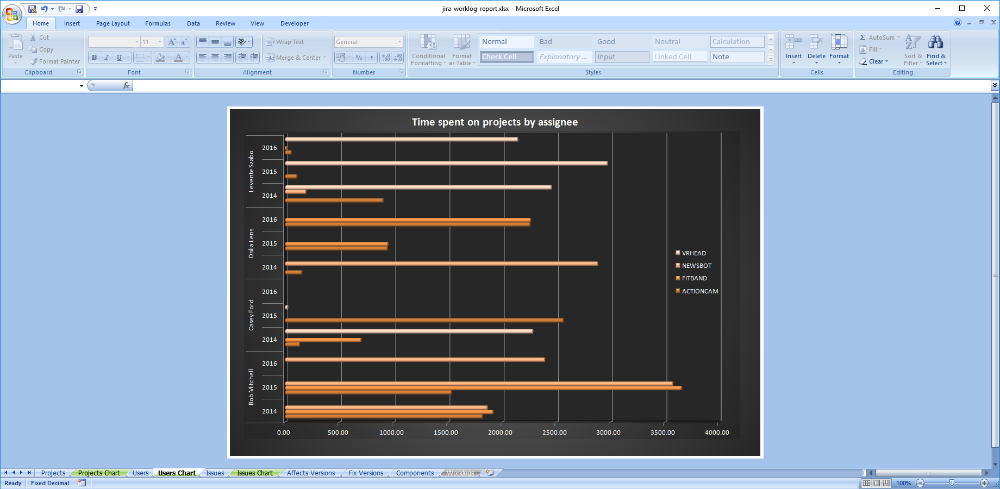 jira-worklog-report.xlsx - Microsoft Excel
Home Insert Page Layout Formulas Data Review View Developer
Paste
Cut
Copy
Format Painter
Clipboard
11
B I U
Font
Wrap Text
Merge & Center
Alignment
General
%
Number
Conditional Formatting
Format as Table
Normal Bad Good Neutral Calculation
Check Cell Explanatory ... Input Linked Cell Note
Styles
Insert Delete Format
Cells
AutoSum
Fill
Clear
Sort & Filter
Find & Select
Editing
fx
Time spent on projects by assignee
Levente Szabo
2016
2015
2014
Dalia Lens
2016
2015
2014
Casey Ford
2016
2015
2014
Bob Mitchell
2016
2015
2014
VRHEAD
NEWSBOT
FITBAND
ACTIONCAM
0.00 500.00 1000.00 1500.00 2000.00 2500.00 3000.00 3500.00 4000.00
Projects Projects Chart Users Users Chart Issues Issues Chart Affects Versions Fix Versions Components Worklogs
Ready Fixed Decimal 100%